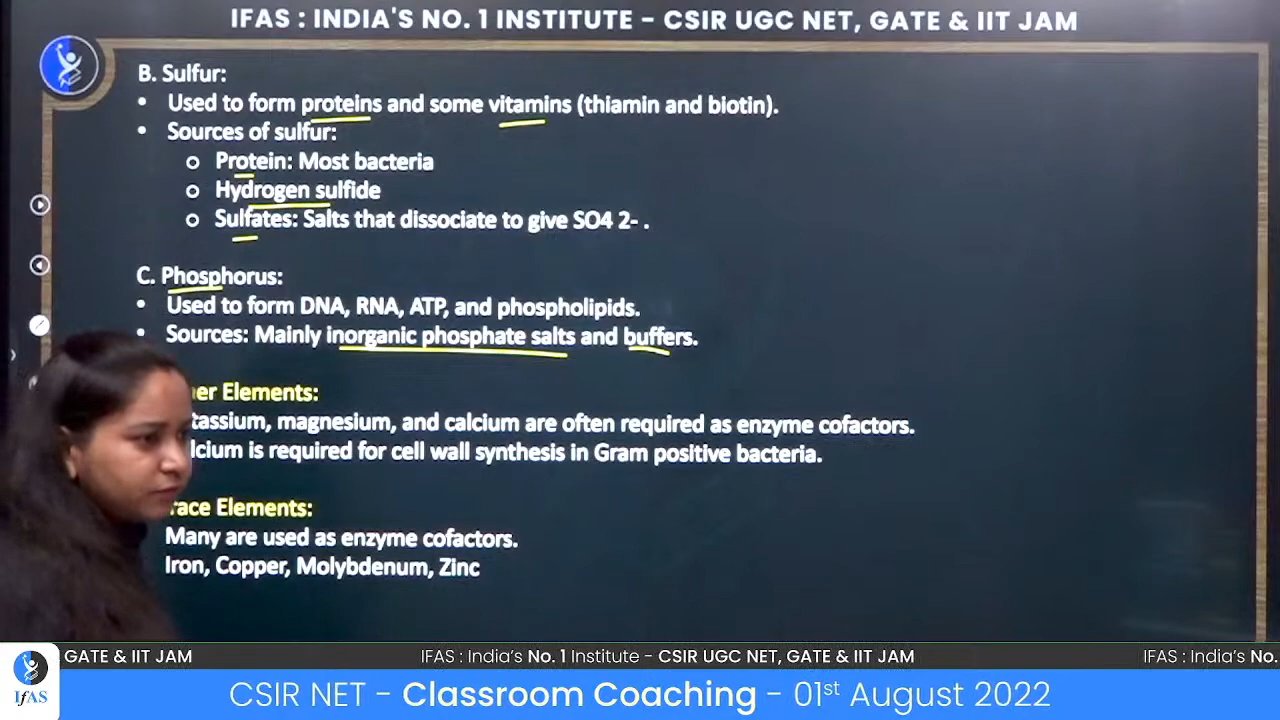 IFAS : INDIA'S NO. 1 INSTITUTE - CSIR UGC NET, GATE & IIT JAM
B. Sulfur:
• Used to form proteins and some vitamins (thiamin and biotin).
• Sources of sulfur:
o Protein: Most bacteria
o Hydrogen sulfide
o Sulfates: Salts that dissociate to give SO4 2- .
C. Phosphorus:
• Used to form DNA, RNA, ATP, and phospholipids.
• Sources: Mainly inorganic phosphate salts and buffers.
er Elements:
tassium, magnesium, and calcium are often required as enzyme cofactors.
lcium is required for cell wall synthesis in Gram positive bacteria.
race Elements:
Many are used as enzyme cofactors.
Iron, Copper, Molybdenum, Zinc
GATE & IIT JAM IFAS : India's No. 1 Institute - CSIR UGC NET, GATE & IIT JAM IFAS : India's No.
IfAS
CSIR NET - Classroom Coaching - 01st August 2022